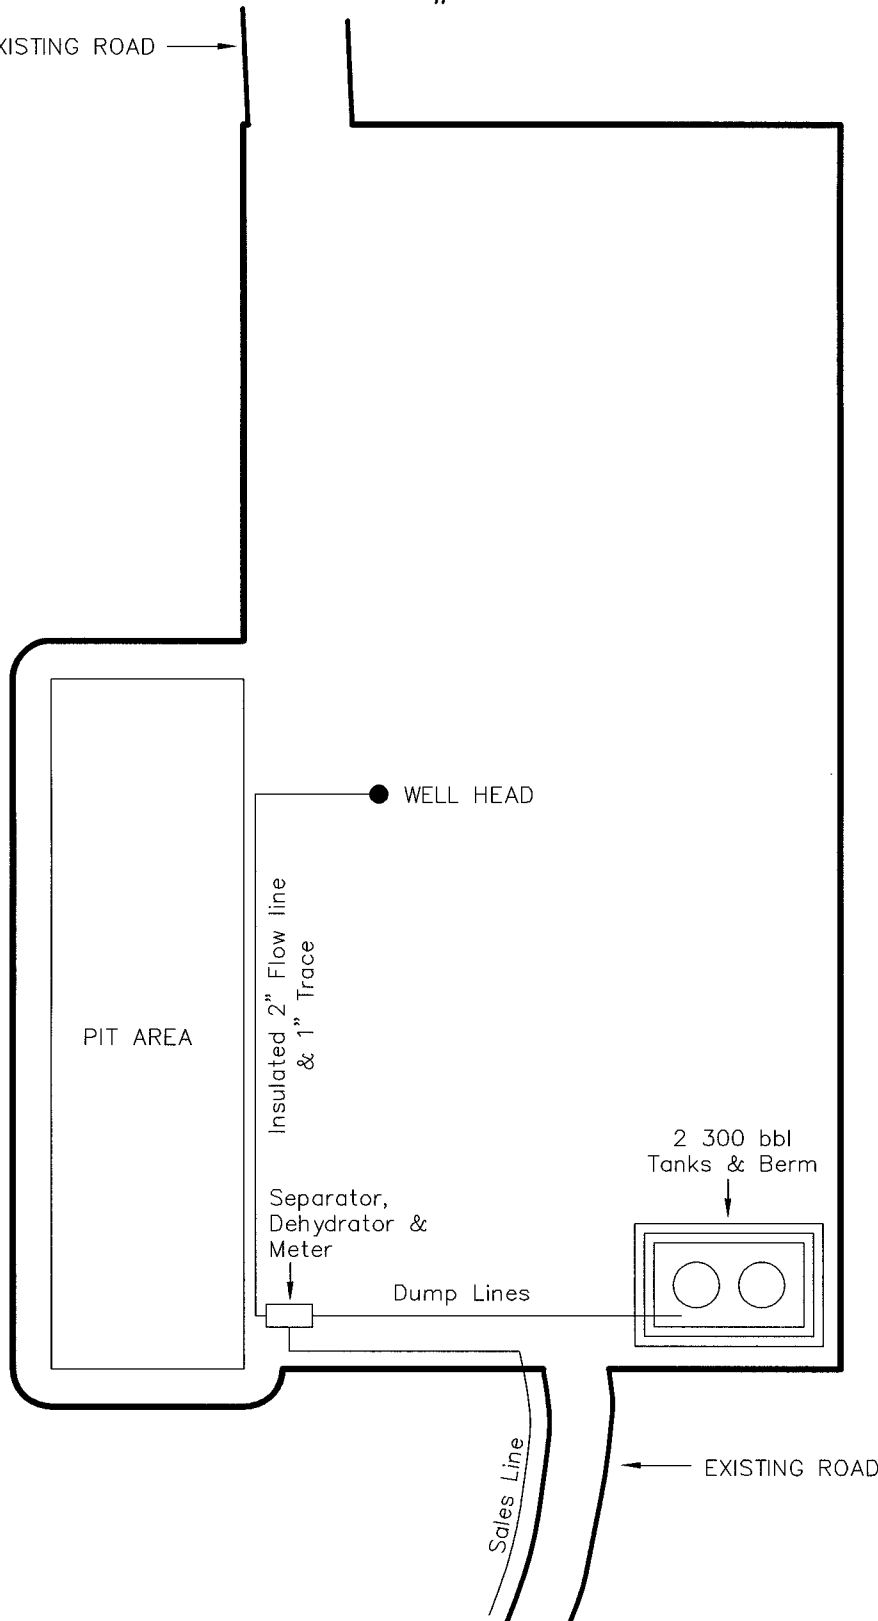 XISTING ROAD
WELL HEAD
Insulated 2" Flow line
& 1" Trace
PIT AREA
2 300 bbl
Tanks & Berm
Separator,
Dehydrator &
Meter
Dump Lines
Sales Line
EXISTING ROAD